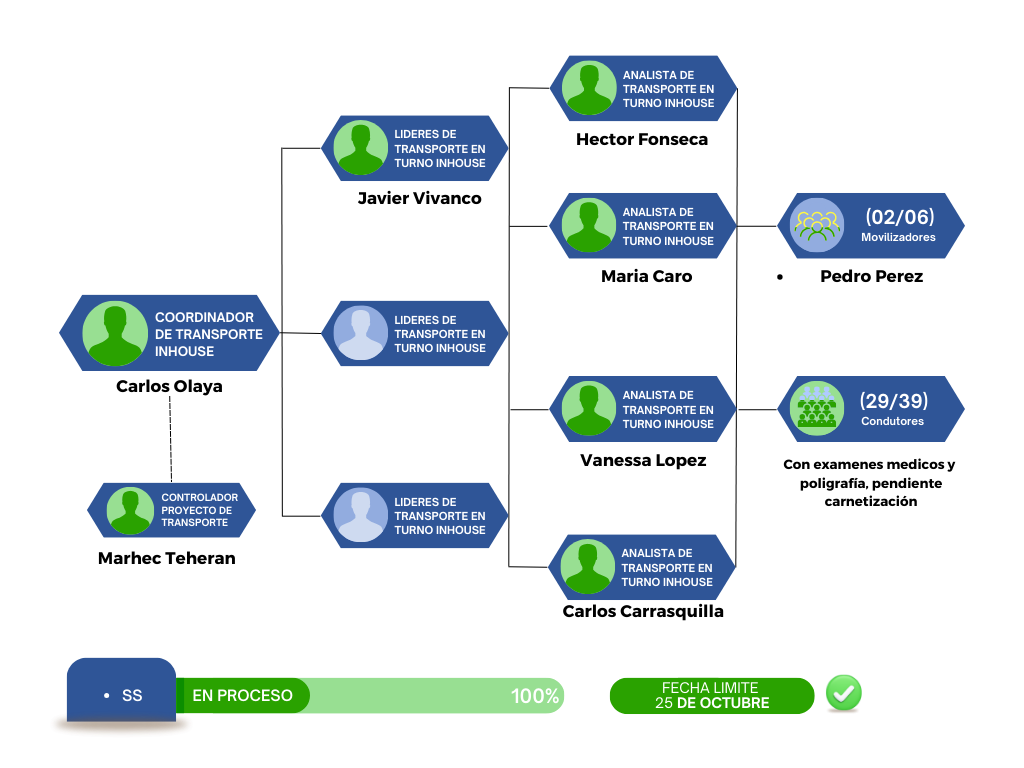 ANALISTA DE
TRANSPORTE EN
TURNO INHOUSE
Hector Fonseca
LIDERES DE
TRANSPORTE EN
TURNO INHOUSE
Javier Vivanco
ANALISTA DE
TRANSPORTE EN
TURNO INHOUSE
Maria Caro
(02/06)
Movilizadores
• Pedro Perez
COORDINADOR
DE TRANSPORTE
INHOUSE
Carlos Olaya
LIDERES DE
TRANSPORTE EN
TURNO INHOUSE
ANALISTA DE
TRANSPORTE EN
TURNO INHOUSE
Vanessa Lopez
(29/39)
Condutores
Con examenes medicos y
poligrafía, pendiente
carnetización
CONTROLADOR
PROYECTO DE
TRANSPORTE
Marhec Teheran
LIDERES DE
TRANSPORTE EN
TURNO INHOUSE
ANALISTA DE
TRANSPORTE EN
TURNO INHOUSE
Carlos Carrasquilla
• SS
EN PROCESO
100%
FECHA LIMITE
25 DE OCTUBRE